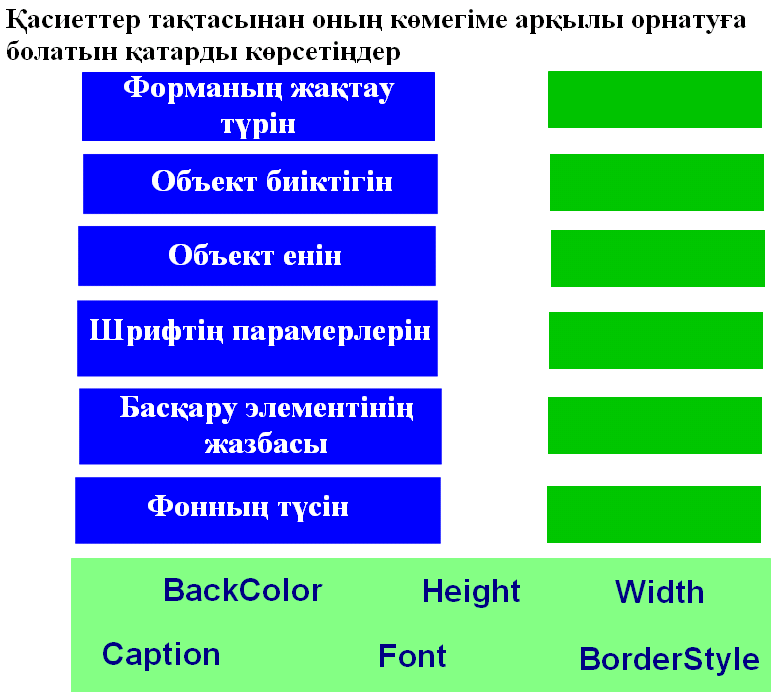 Қасиеттер тақтасынан оның көмегіме арқылы орнатуға
болатын қатарды көрсетіңдер
Форманың жақтау
түрін
Объект биіктігін
Объект енін
Шрифтің парамерлерін
Басқару элементінің
жазбасы
Фонның түсін
BackColor Height Width
Caption Font BorderStyle